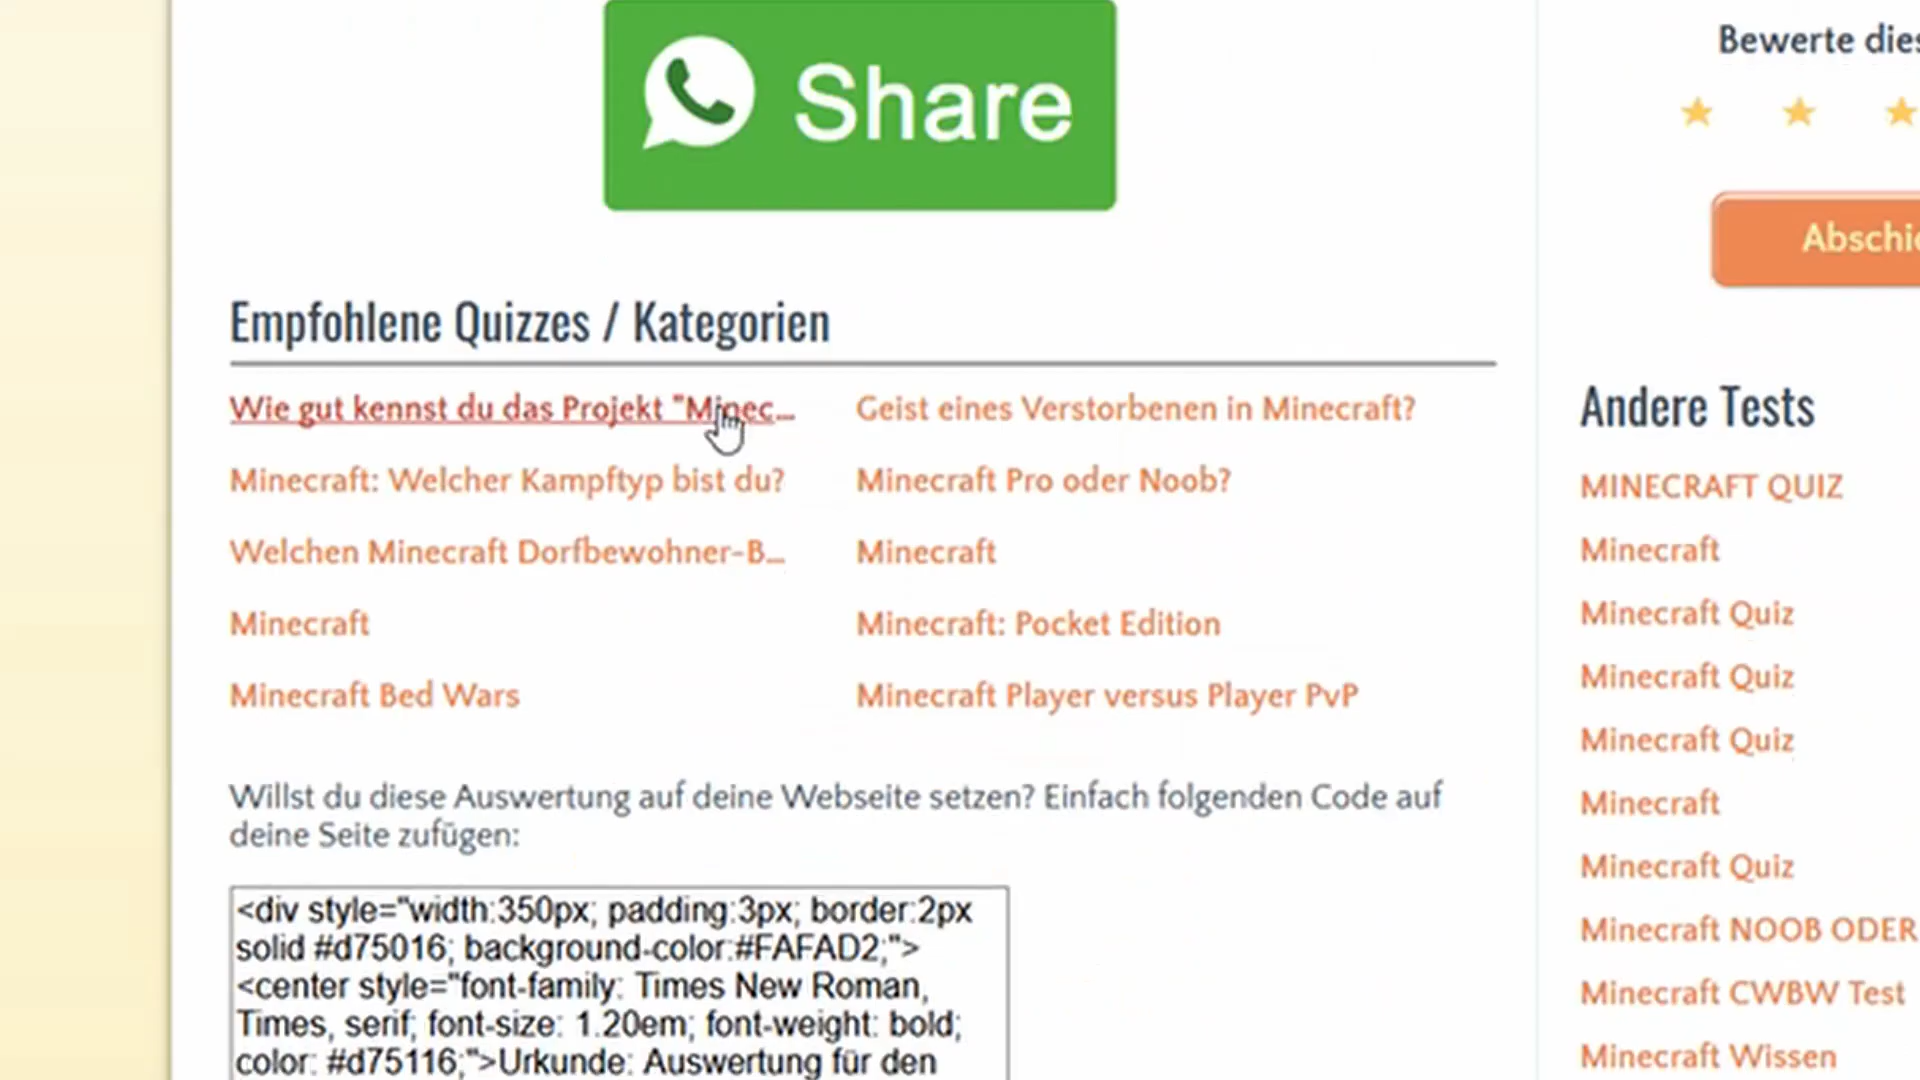 Share
Empfohlene Quizzes / Kategorien
Wie gut kennst du das Projekt "Minec...
Geist eines Verstorbenen in Minecraft?
Minecraft: Welcher Kampftyp bist du?
Minecraft Pro oder Noob?
Welchen Minecraft Dorfbewohner-B...
Minecraft
Minecraft
Minecraft: Pocket Edition
Minecraft Bed Wars
Minecraft Player versus Player PvP
Willst du diese Auswertung auf deine Webseite setzen? Einfach folgenden Code auf
deine Seite zufügen:
<div style="width:350px; padding:3px; border:2px
solid #d75016; background-color:#FAFAD2;">
<center style="font-family: Times New Roman,
Times, serif; font-size: 1.20em; font-weight: bold;
color: #d75116;">Urkunde: Auswertung für den
Bewerte dies
Abschic
Andere Tests
MINECRAFT QUIZ
Minecraft
Minecraft Quiz
Minecraft Quiz
Minecraft Quiz
Minecraft
Minecraft Quiz
Minecraft NOOB ODER
Minecraft CWBW Test
Minecraft Wissen